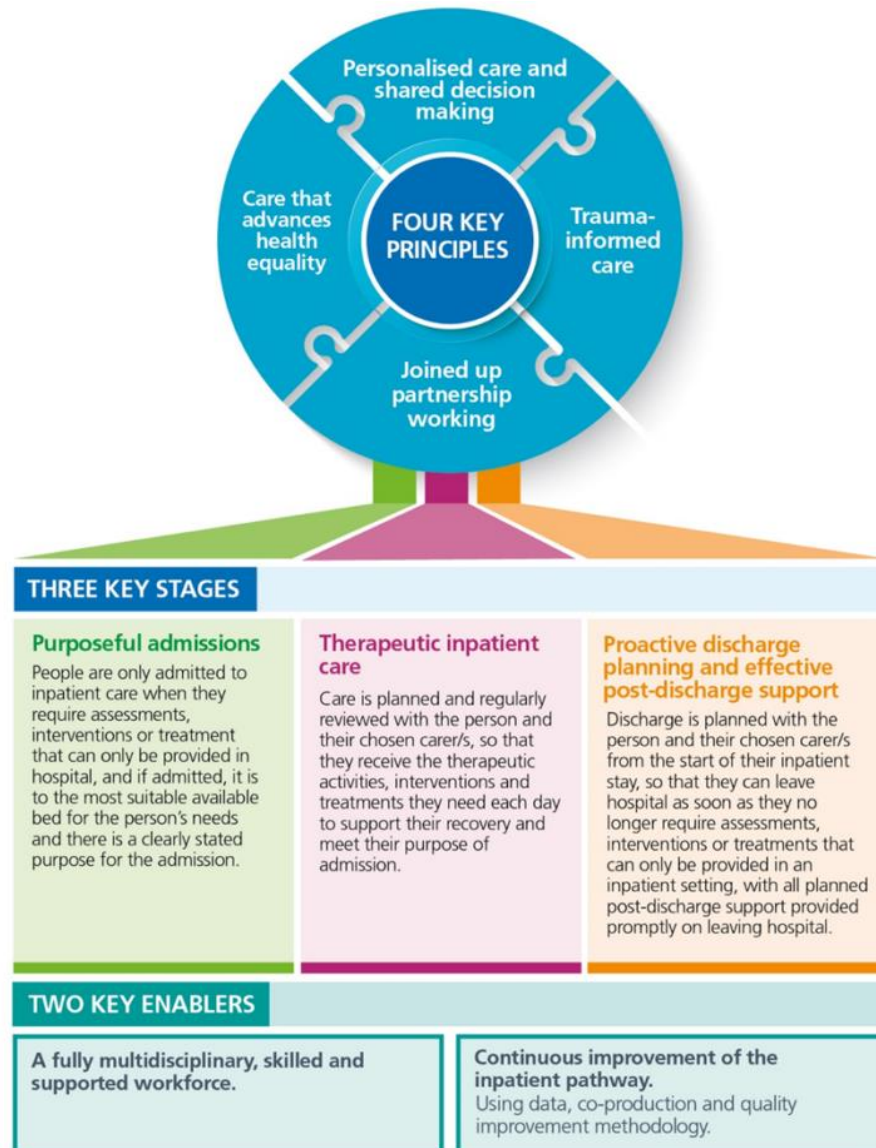 Personalised care and
shared decision
making
Care that
advances
health
equality
FOUR KEY
PRINCIPLES
Trauma-
informed
care
Joined up
partnership
working
THREE KEY STAGES
Purposeful admissions
People are only admitted to
inpatient care when they
require assessments,
interventions or treatment
that can only be provided in
hospital, and if admitted, it is
to the most suitable available
bed for the person’s needs
and there is a clearly stated
purpose for the admission.
Therapeutic inpatient
care
Care is planned and regularly
reviewed with the person and
their chosen carer/s, so that
they receive the therapeutic
activities, interventions and
treatments they need each day
to support their recovery and
meet their purpose of
admission.
Proactive discharge
planning and effective
post-discharge support
Discharge is planned with the
person and their chosen carer/s
from the start of their inpatient
stay, so that they can leave
hospital as soon as they no
longer require assessments,
interventions or treatments that
can only be provided in an
inpatient setting, with all planned
post-discharge support provided
promptly on leaving hospital.
TWO KEY ENABLERS
A fully multidisciplinary, skilled and
supported workforce.
Continuous improvement of the
inpatient pathway.
Using data, co-production and quality
improvement methodology.